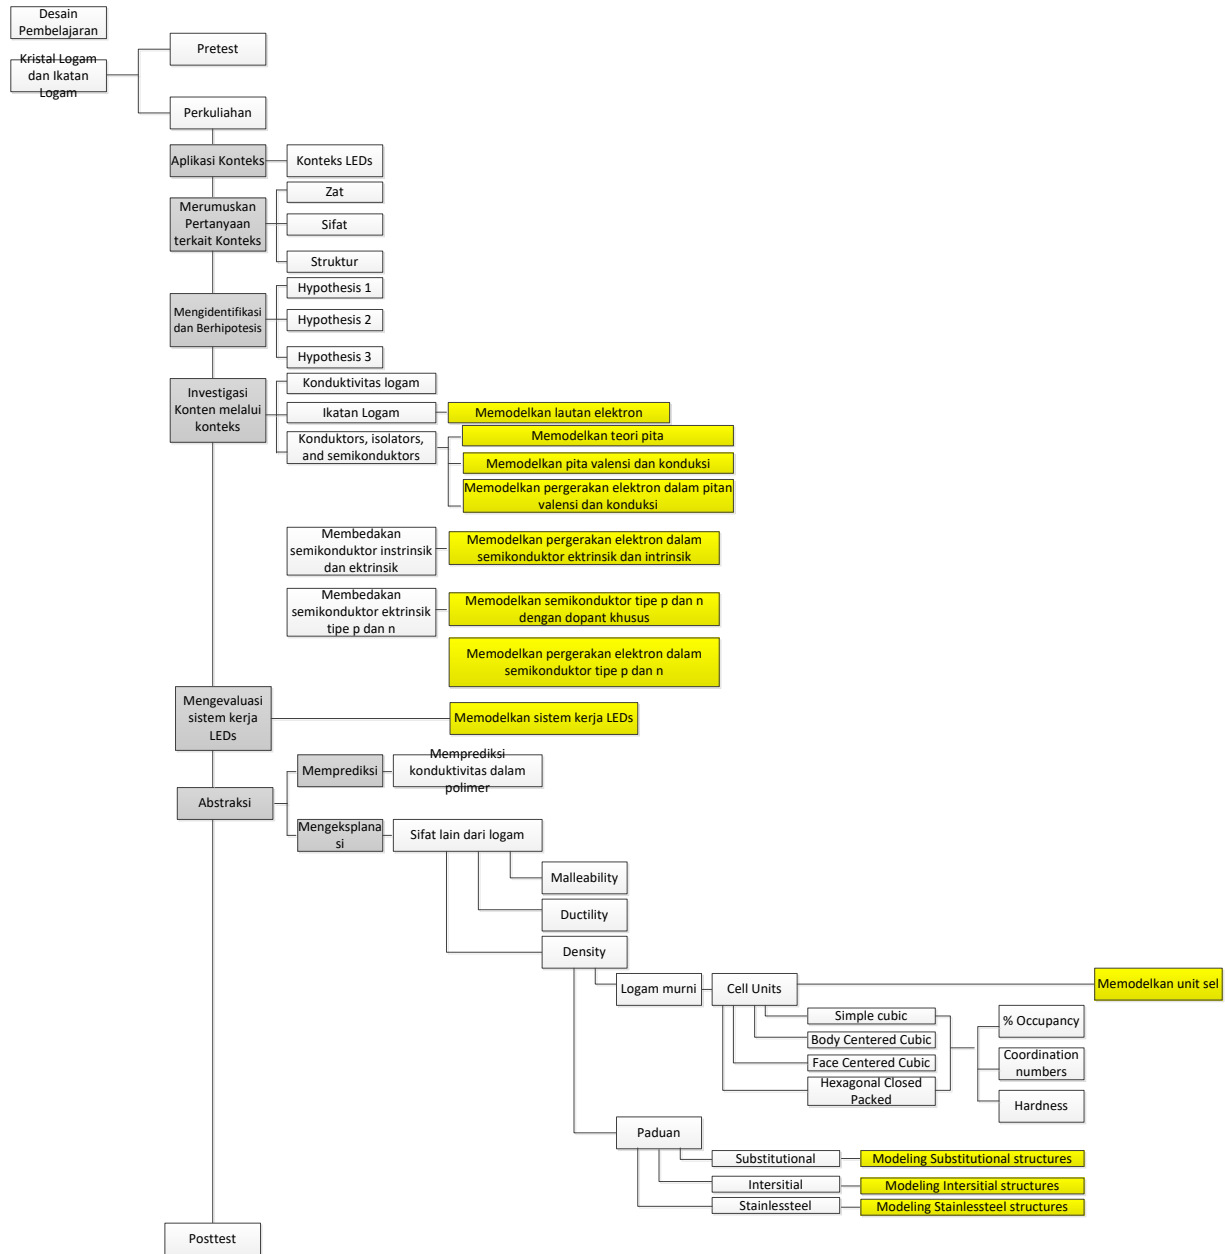 Desain
Pembelajaran
Kristal Logam
dan Ikatan
Logam
Pretest
Perkuliahan
Aplikasi Konteks
Konteks LEDs
Merumuskan
Pertanyaan
terkait Konteks
Zat
Sifat
Struktur
Mengidentifikasi
dan Berhipotesis
Hypothesis 1
Hypothesis 2
Hypothesis 3
Investigasi
Konten melalui
konteks
Konduktivitas logam
Ikatan Logam
Memodelkan lautan elektron
Konduktors, isolators,
and semikonduktors
Memodelkan teori pita
Memodelkan pita valensi dan konduksi
Memodelkan pergerakan elektron dalam pitan
valensi dan konduksi
Membedakan
semikonduktor instrinsik
dan ektrinsik
Memodelkan pergerakan elektron dalam
semikonduktor ektrinsik dan intrinsik
Membedakan
semikonduktor ektrinsik
tipe p dan n
Memodelkan semikonduktor tipe p dan n
dengan dopant khusus
Memodelkan pergerakan elektron dalam
semikonduktor tipe p dan n
Mengevaluasi
sistem kerja
LEDs
Memodelkan sistem kerja LEDs
Abstraksi
Memprediksi
Memprediksi
konduktivitas dalam
polimer
Mengeksplana
si
Sifat lain dari logam
Malleability
Ductility
Density
Logam murni
Cell Units
Memodelkan unit sel
Simple cubic
Body Centered Cubic
Face Centered Cubic
Hexagonal Closed
Packed
% Occupancy
Coordination
numbers
Hardness
Paduan
Substitutional
Modeling Substitutional structures
Intersitial
Modeling Intersitial structures
Stainlessteel
Modeling Stainlessteel structures
Posttest